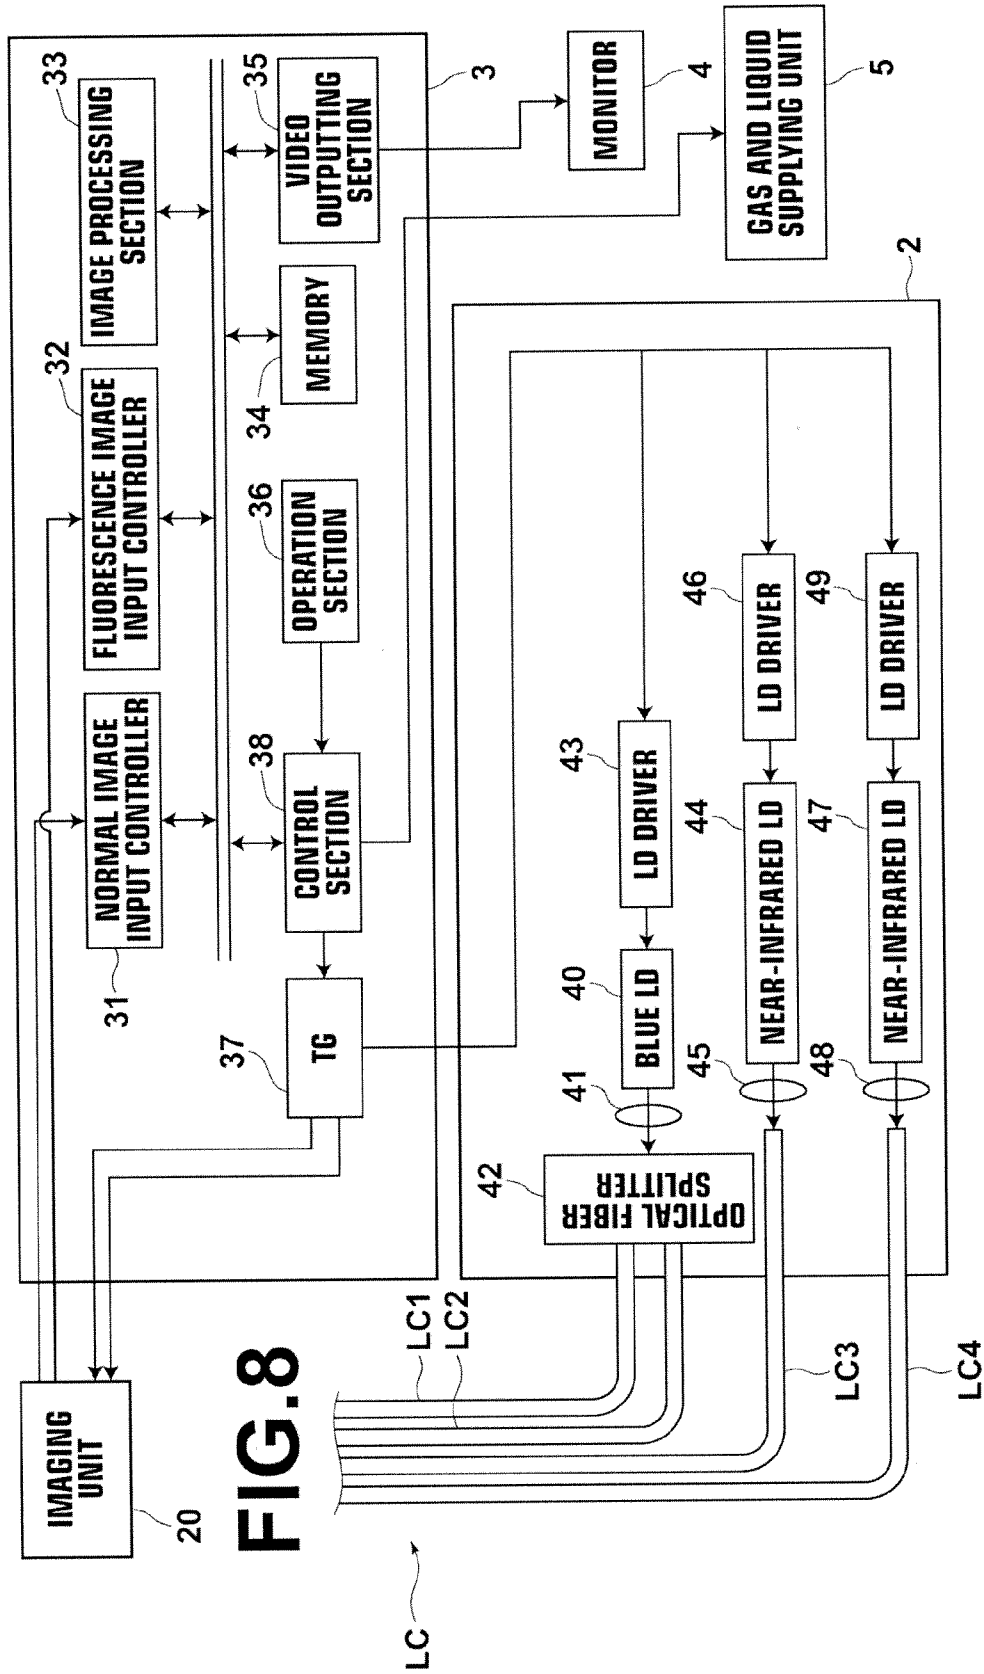 FIG.8
IMAGING
UNIT
20
31
NORMAL IMAGE
INPUT CONTROLLER
32
FLUORESCENCE IMAGE
INPUT CONTROLLER
33
IMAGE PROCESSING
SECTION
37
TG
38
CONTROL
SECTION
36
OPERATION
SECTION
34
MEMORY
35
VIDEO
OUTPUTTING
SECTION
3
MONITOR
4
GAS AND LIQUID
SUPPLYING UNIT
5
2
LC
LC1
LC2
LC3
LC4
42
OPTICAL FIBER
SPLITTER
41
40
BLUE LD
43
LD DRIVER
45
44
NEAR-INFRARED LD
46
LD DRIVER
48
47
NEAR-INFRARED LD
49
LD DRIVER